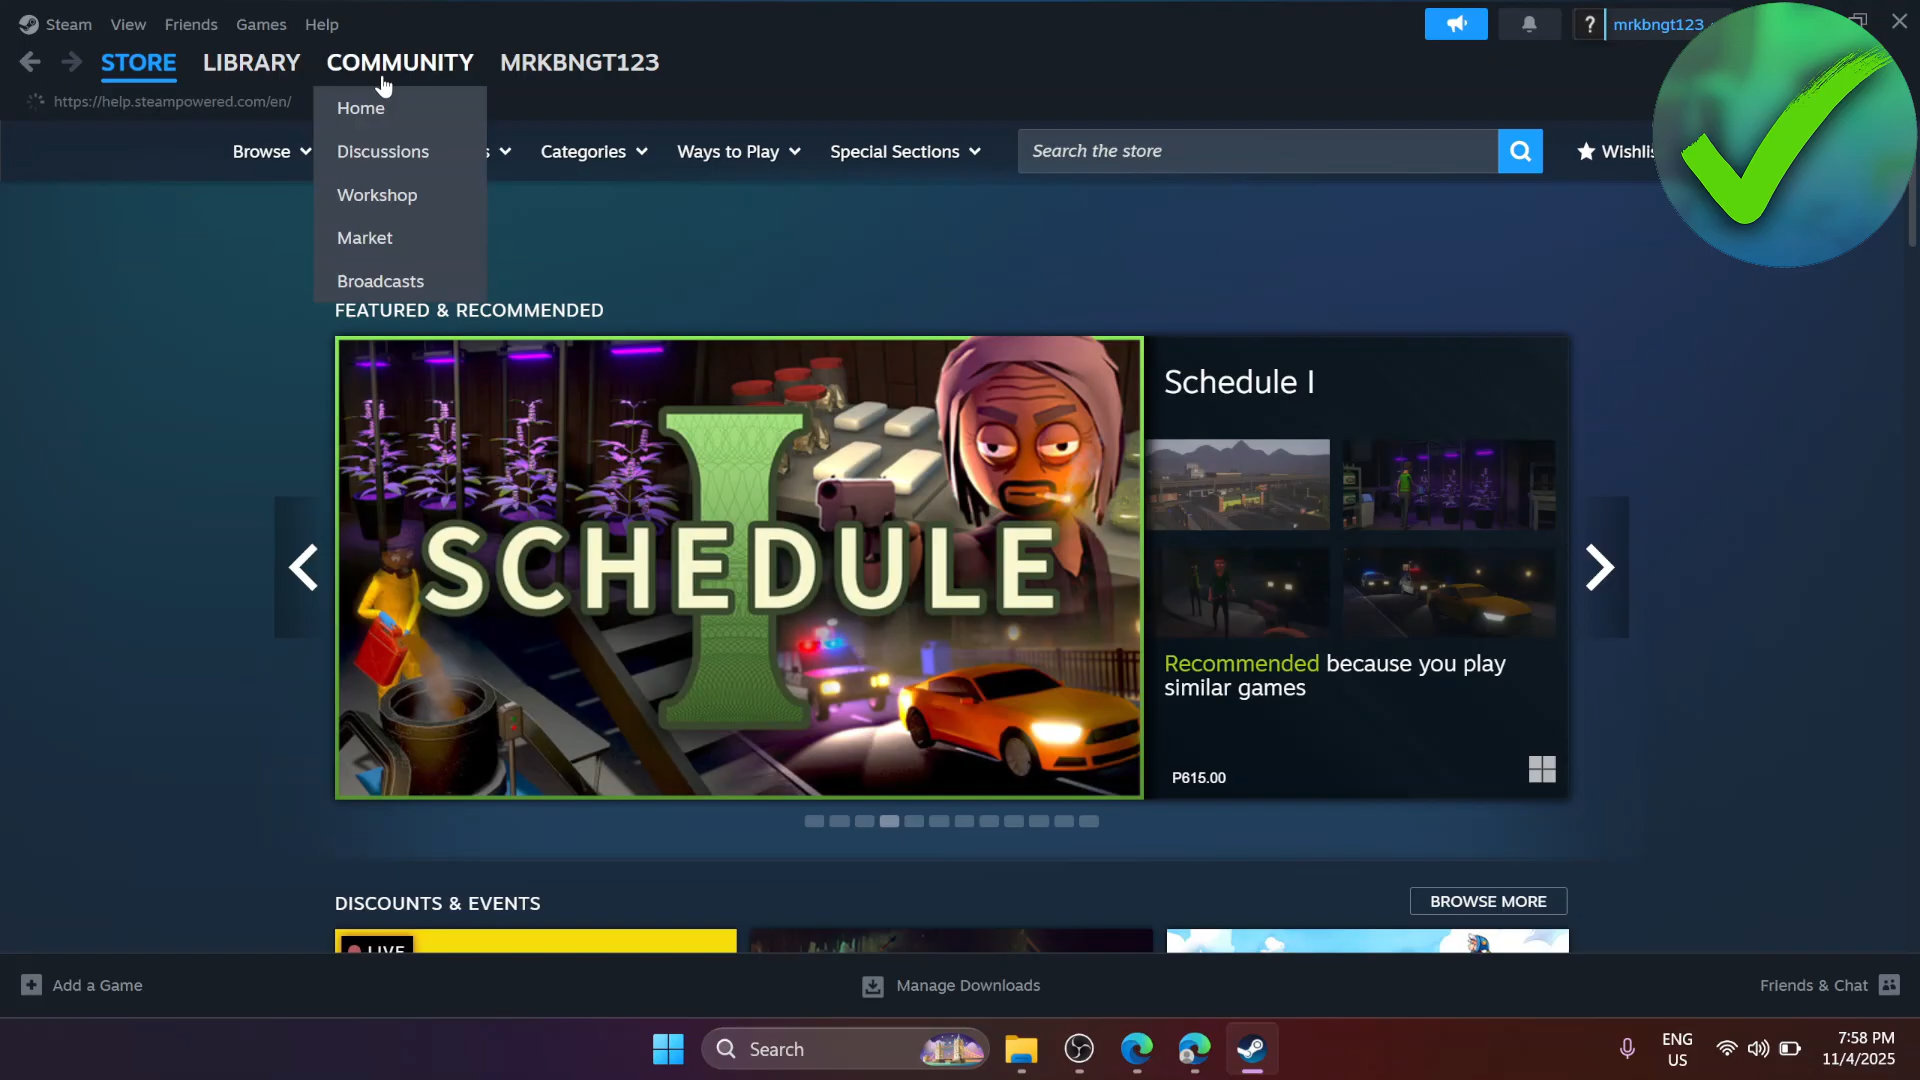 Steam View Friends Games Help
? mrkbngt123
STORE LIBRARY COMMUNITY MRKBNGT123
https://help.steampowered.com/en/
Home
Discussions
Workshop
Market
Broadcasts
Browse Categories Ways to Play Special Sections Search the store
FEATURED & RECOMMENDED
SCHEDULE
I
Schedule I
Recommended because you play
similar games
P615.00
DISCOUNTS & EVENTS
BROWSE MORE
LIVE
Add a Game
Manage Downloads
Friends & Chat
Search
ENG
US
7:58 PM
11/4/2025